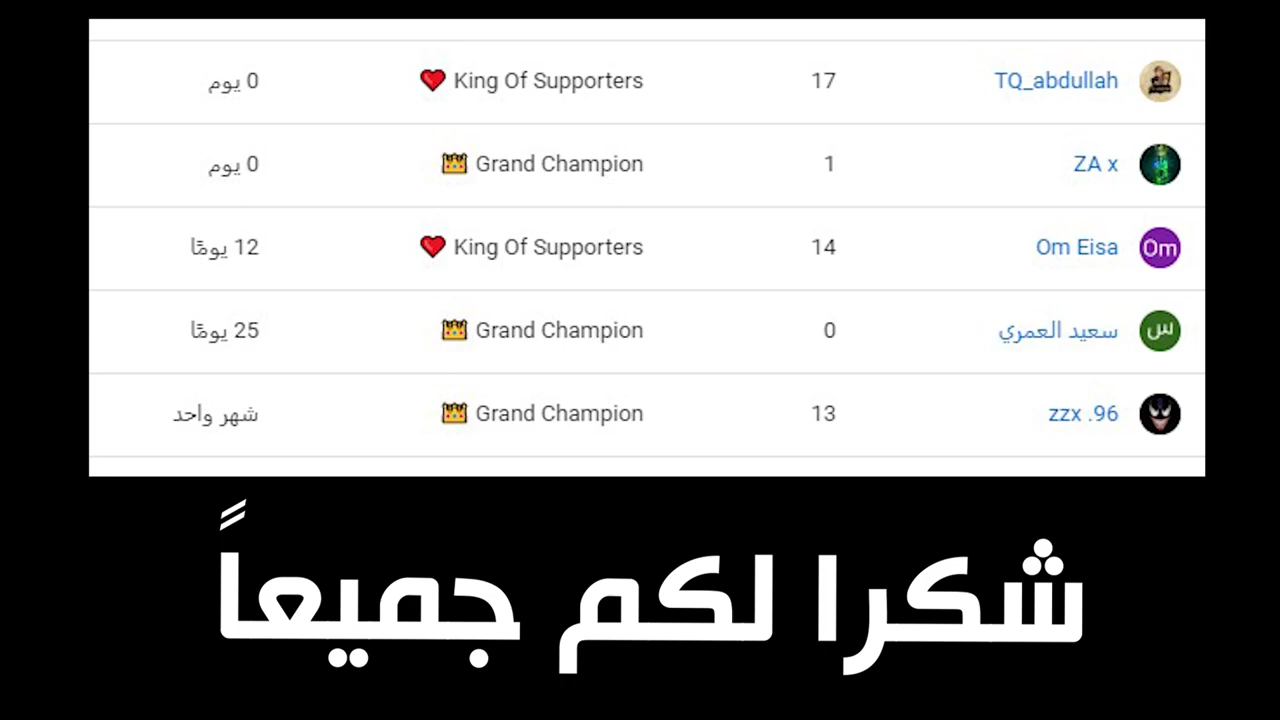 TQ_abdullah 17 King Of Supporters 0 يوم
ZA x 1 Grand Champion 0 يوم
Om Om Eisa 14 King Of Supporters 12 يومًا
س سعيد العمري 0 Grand Champion 25 يومًا
zzx .96 13 Grand Champion شهر واحد
شكرا لكم جميعاً